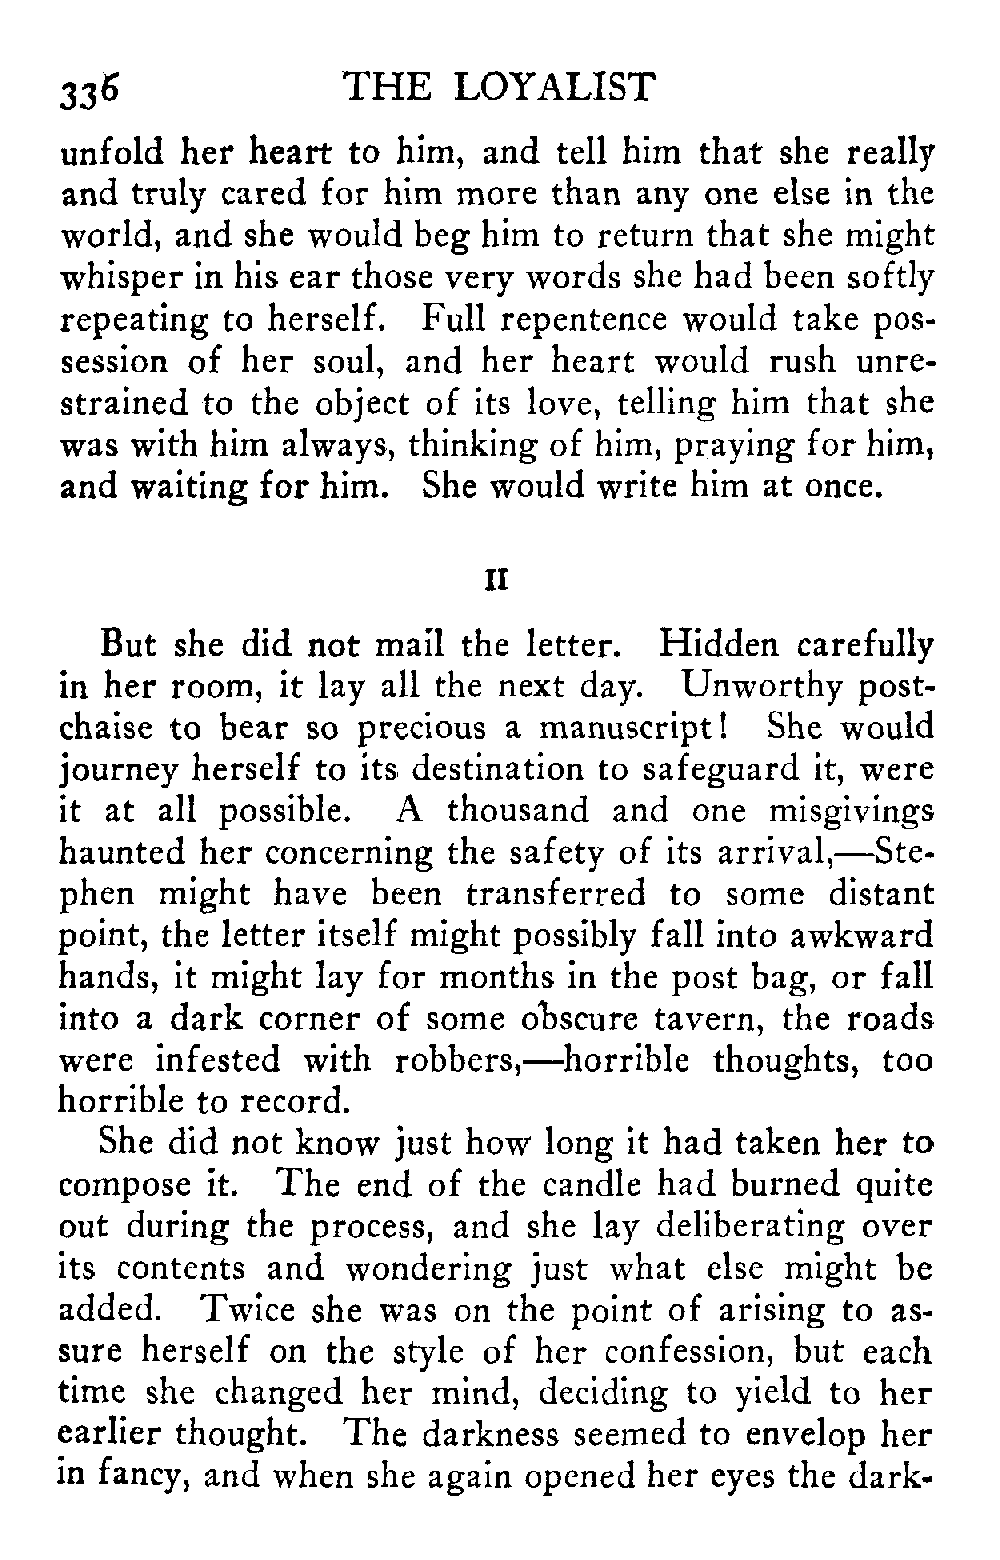 336 THE LOYALIST
unfold her heart to him, and tell him that she really
and truly cared for him more than any one else in the
world, and she would beg him to return that she might
whisper in his ear those very words she had been softly
repeating to herself. Full repentence would take pos-
session of her soul, and her heart would rush unre-
strained to the object of its love, telling him that she
was with him always, thinking of him, praying for him,
and waiting for him. She would write him at once.
II
But she did not mail the letter. Hidden carefully
in her room, it lay all the next day. Unworthy post-
chaise to bear so precious a manuscript! She would
journey herself to its destination to safeguard it, were
it at all possible. A thousand and one misgivings
haunted her concerning the safety of its arrival,—Ste-
phen might have been transferred to some distant
point, the letter itself might possibly fall into awkward
hands, it might lay for months in the post bag, or fall
into a dark corner of some obscure tavern, the roads
were infested with robbers,—horrible thoughts, too
horrible to record.
She did not know just how long it had taken her to
compose it. The end of the candle had burned quite
out during the process, and she lay deliberating over
its contents and wondering just what else might be
added. Twice she was on the point of arising to as-
sure herself on the style of her confession, but each
time she changed her mind, deciding to yield to her
earlier thought. The darkness seemed to envelop her
in fancy, and when she again opened her eyes the dark-